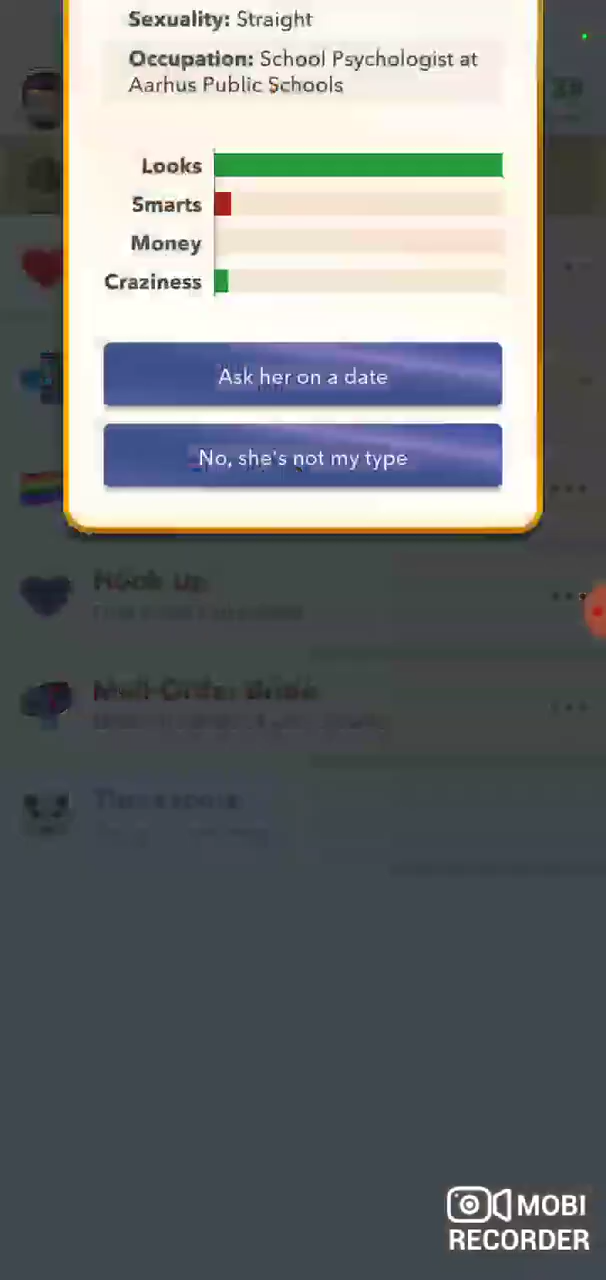 Sexuality: Straight
Occupation: School Psychologist at
Aarhus Public Schools
Looks
Smarts
Money
Craziness
Ask her on a date
No, she's not my type
Hook up
Mail Order Bride
MOBI
RECORDER